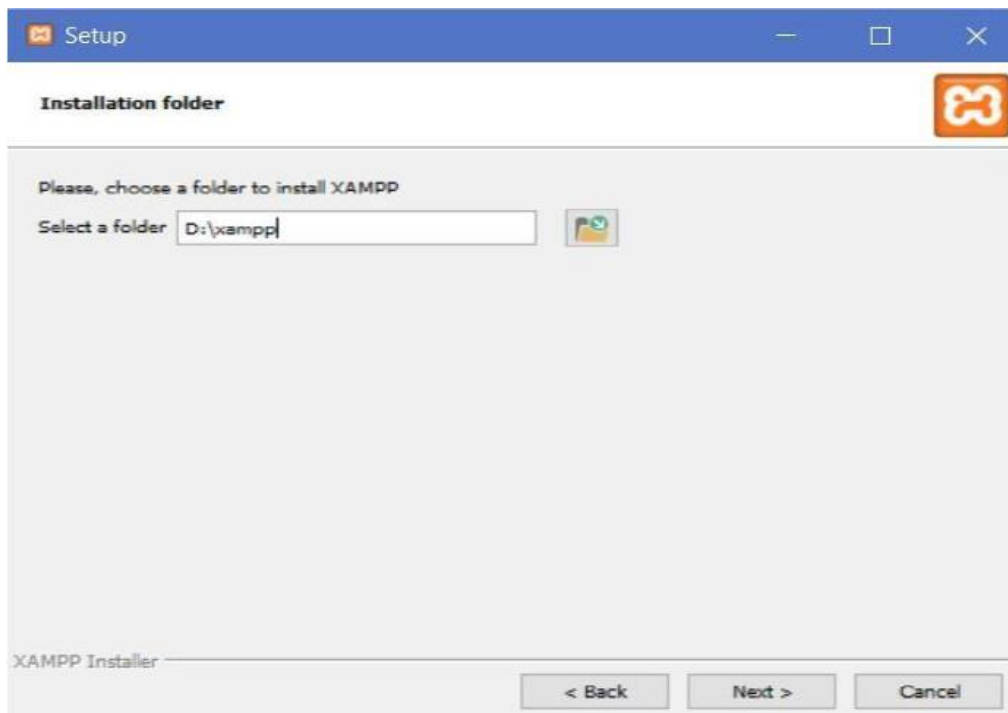 Setup
Installation folder
Please, choose a folder to install XAMPP
Select a folder D:\xampp
XAMPP Installer
< Back Next > Cancel